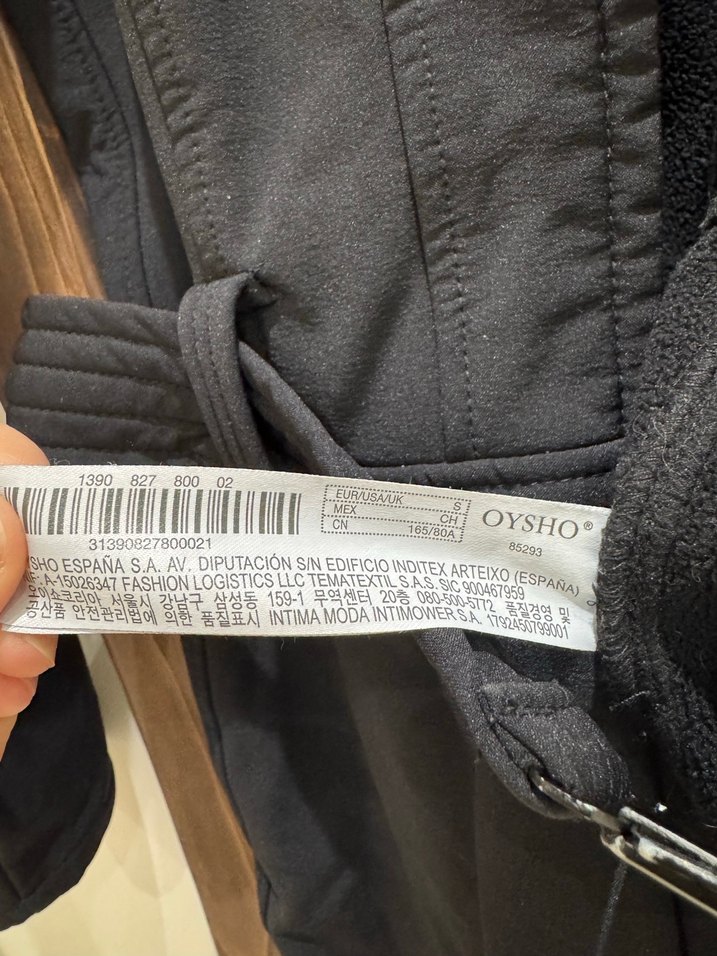 1390 827 800 02
31390827800021
EUR/USA/UK S
MEX CH
CN 165/80A
OYSHO®
85293
SHO ESPAÑA S.A. AV. DIPUTACIÓN S/N EDIFICIO INDITEX ARTEIXO (ESPAÑA)
A-15026347 FASHION LOGISTICS LLC TEMATEXTIL S.A.S. SIC 900467959
오이쇼코리아, 서울시 강남구 삼성동 159-1 무역센터 20층 080-500-5772 품질경영 및
공산품 안전관리법에 의한 품질표시 INTIMA MODA INTIMOWER S.A. 1792450799001